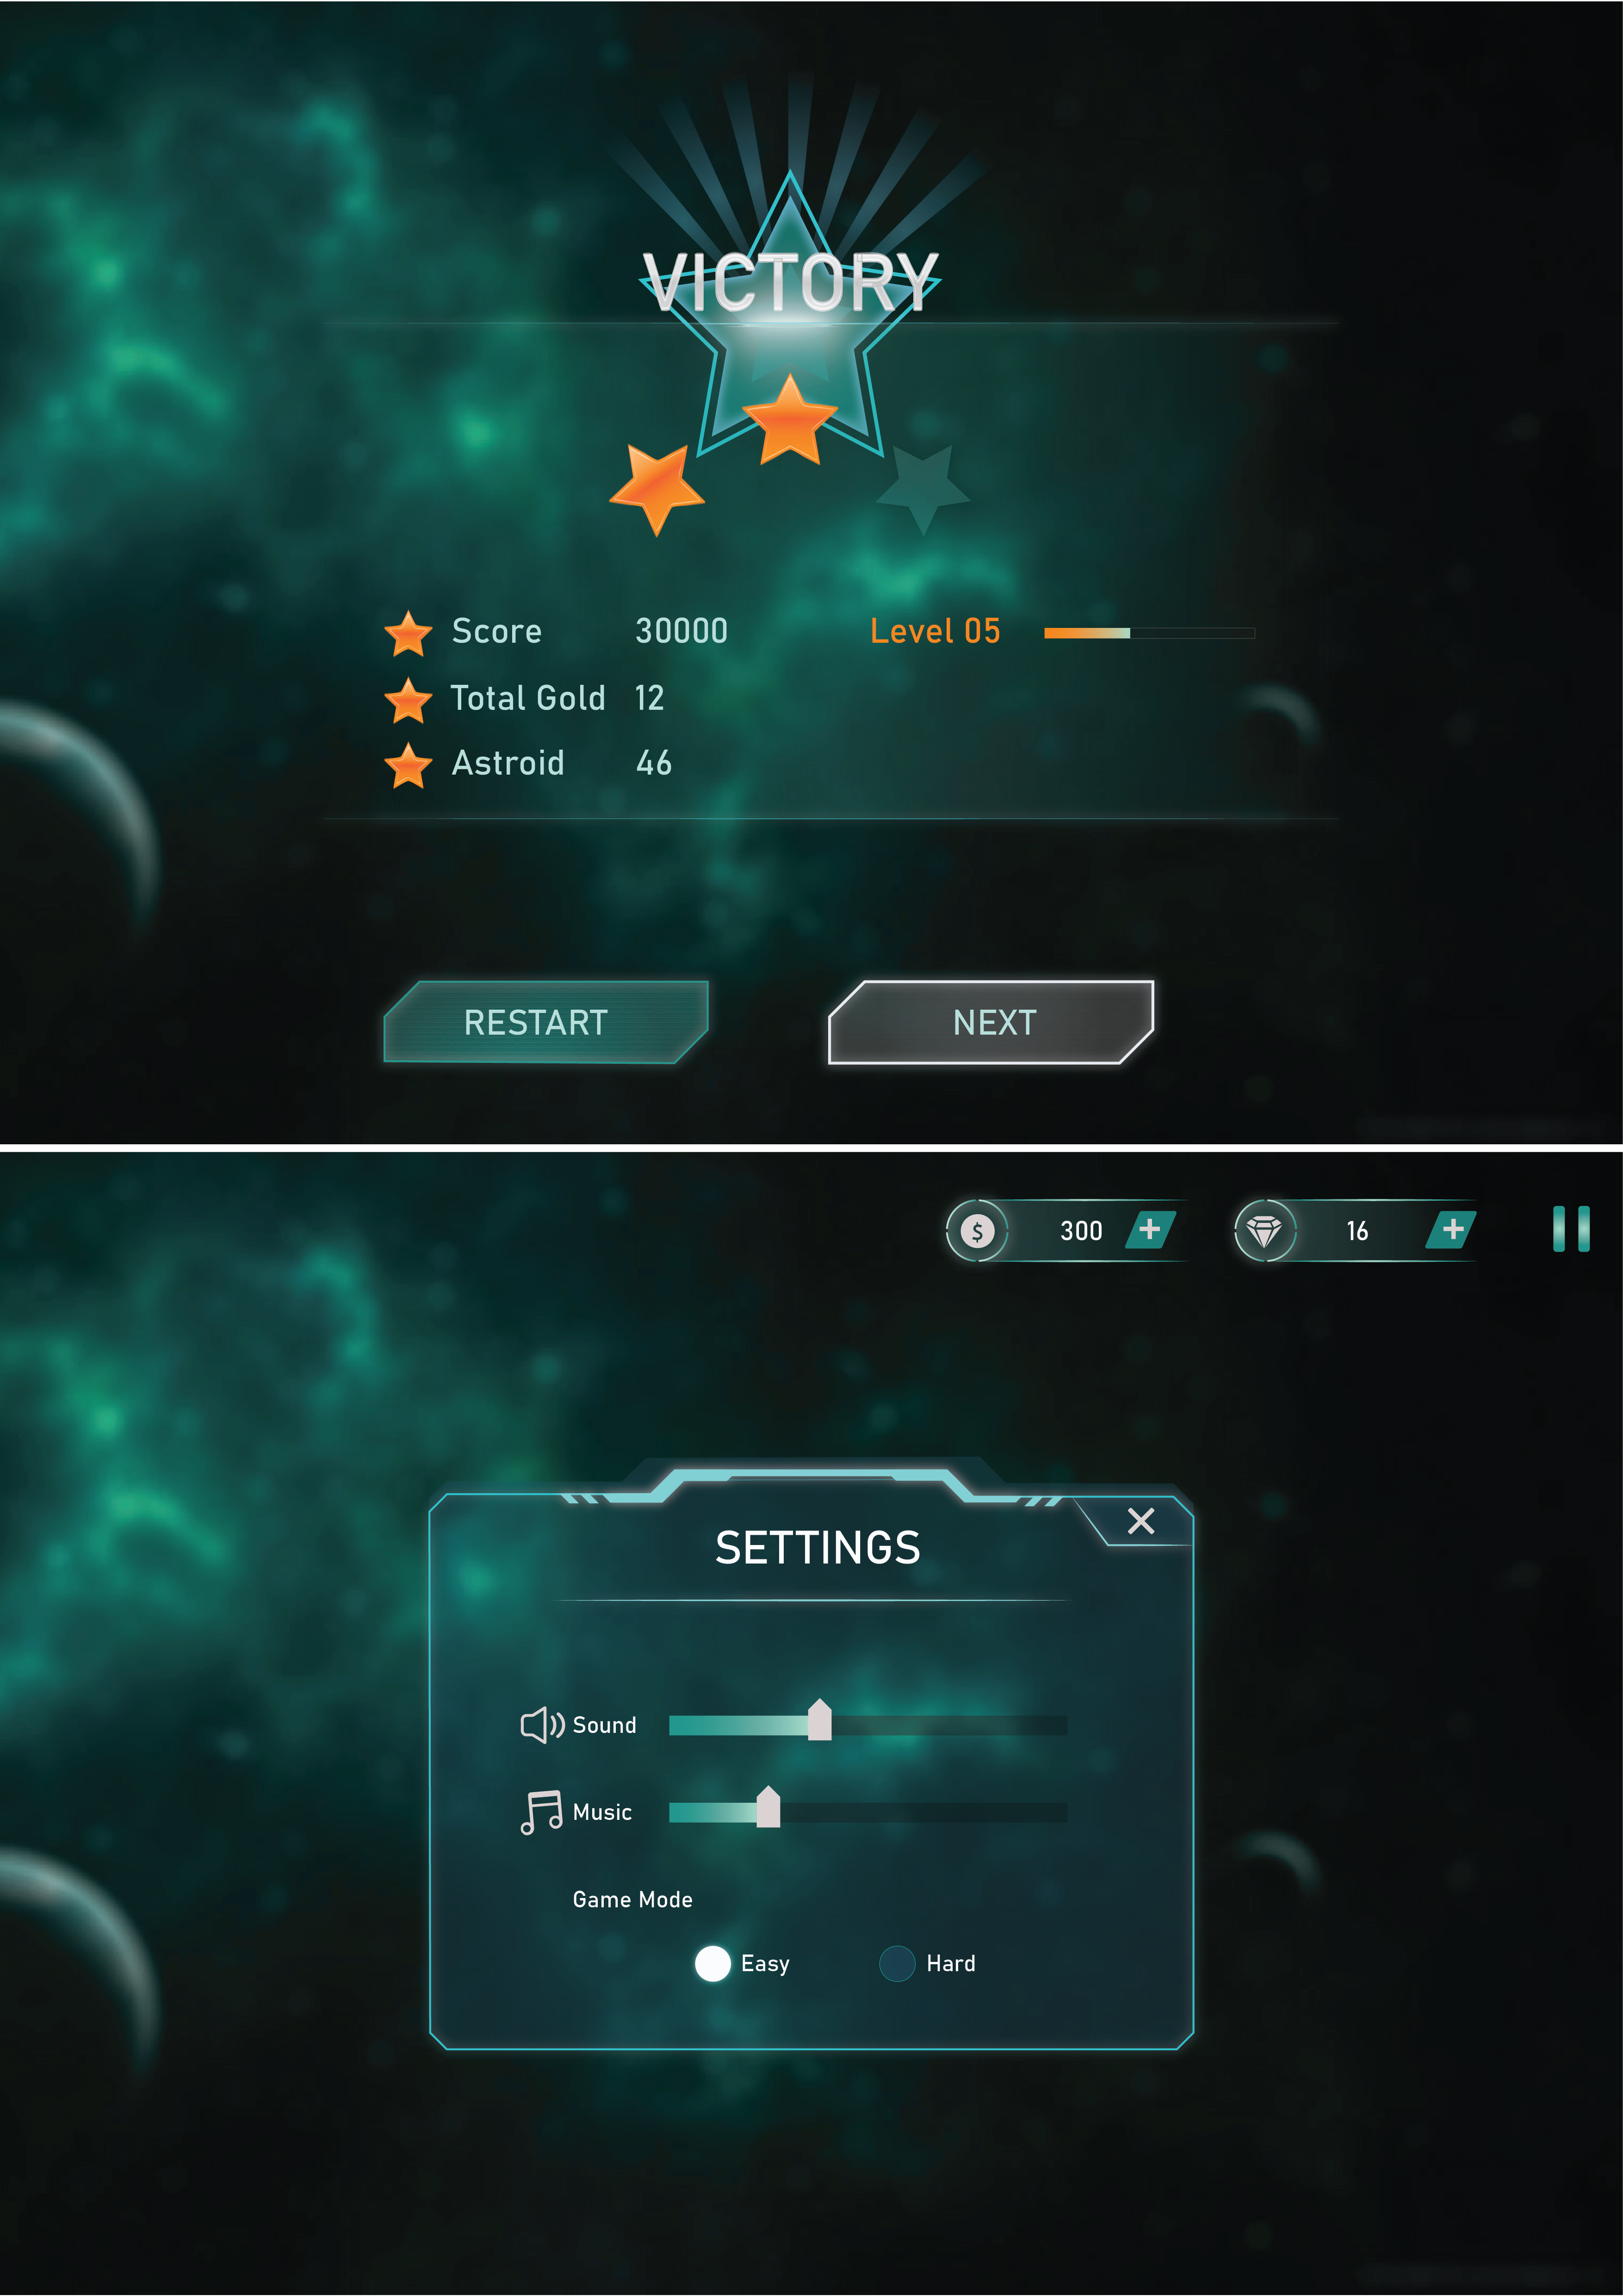 VICTORY
Score 30000 Level 05
Total Gold 12
Astroid 46
RESTART NEXT
$ 300 + 16 +
SETTINGS
Sound
Music
Game Mode
Easy Hard